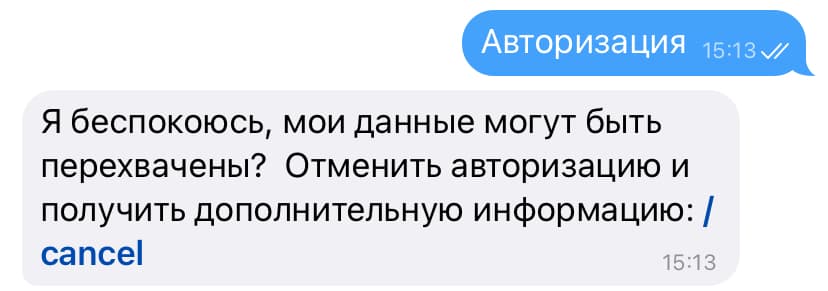 Авторизация 15:13
Я беспокоюсь, мои данные могут быть
перехвачены?  Отменить авторизацию и
получить дополнительную информацию: /
cancel
15:13